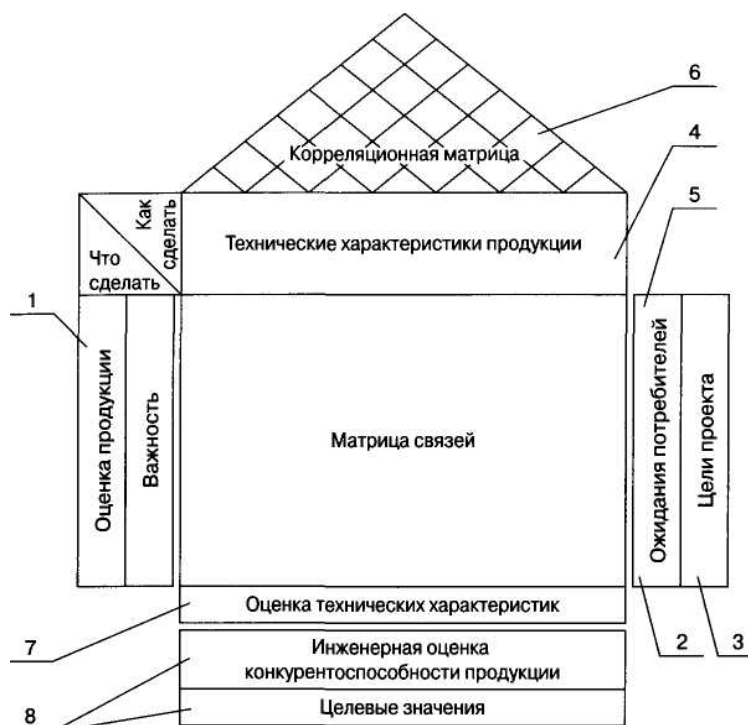 6
Корреляционная матрица
4
5
Как
сделать
Что
сделать
Технические характеристики продукции
1
Оценка продукции
Важность
Матрица связей
Ожидания потребителей
Цели проекта
Оценка технических характеристик
7
2
3
Инженерная оценка
конкурентоспособности продукции
8
Целевые значения